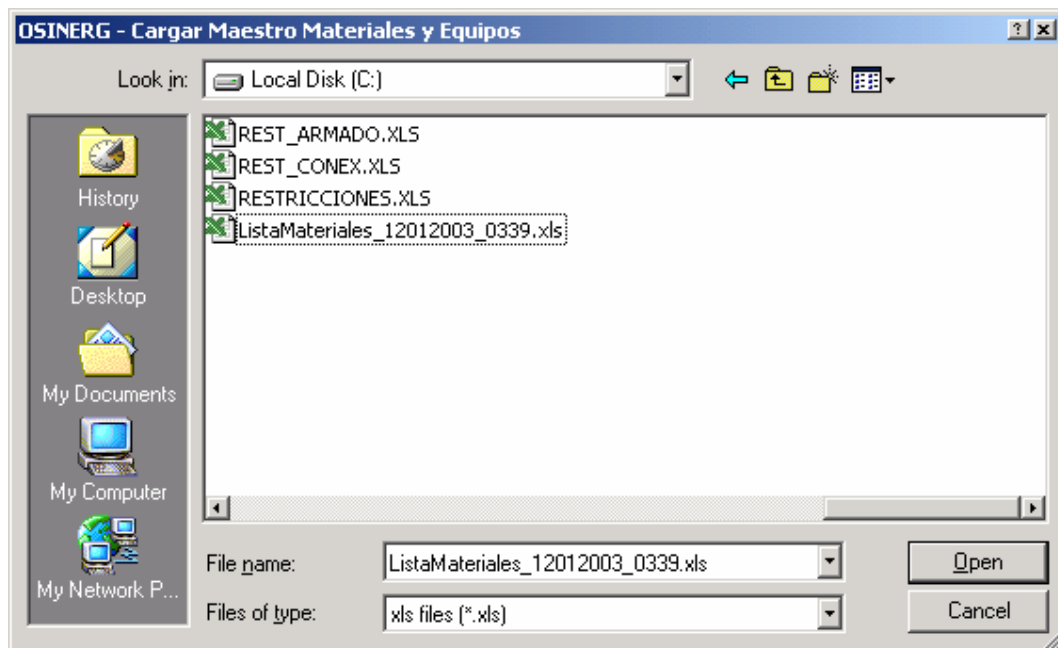 OSINERG - Cargar Maestro Materiales y Equipos
Look in:
Local Disk (C:)
History
Desktop
My Documents
My Computer
My Network P...
REST_ARMADO.XLS
REST_CONEX.XLS
RESTRICCIONES.XLS
ListaMateriales_12012003_0339.xls
File name:
ListaMateriales_12012003_0339.xls
Open
Files of type:
xls files (*.xls)
Cancel